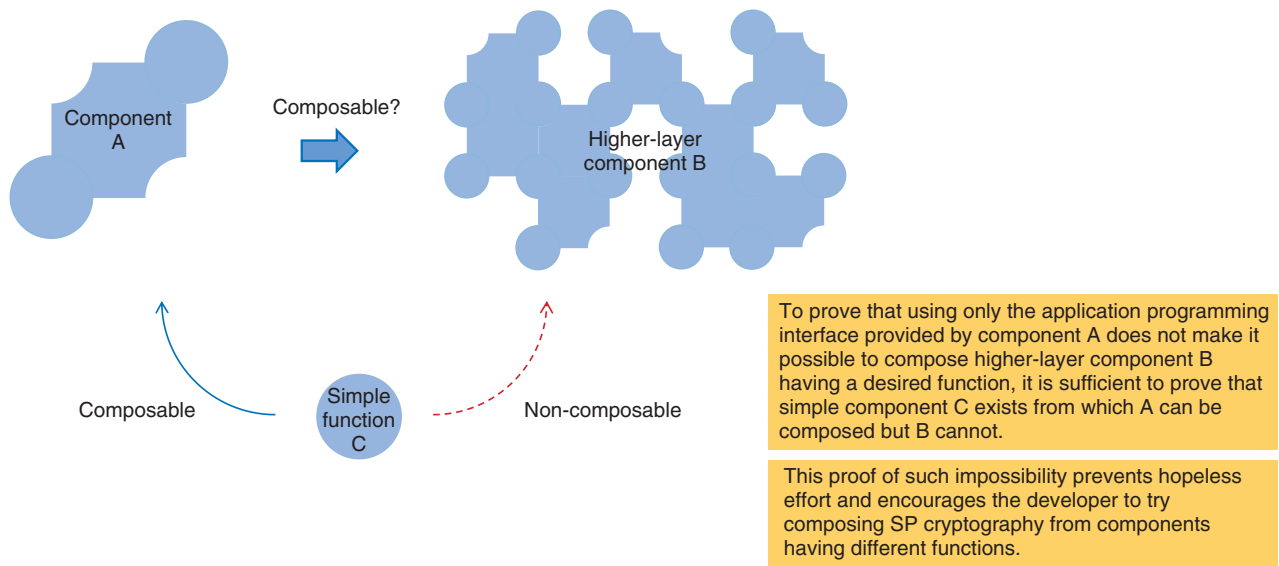 Component
A
Composable?
Higher-layer
component B
Composable
Simple
function
C
Non-composable
To prove that using only the application programming
interface provided by component A does not make it
possible to compose higher-layer component B
having a desired function, it is sufficient to prove that
simple component C exists from which A can be
composed but B cannot.
This proof of such impossibility prevents hopeless
effort and encourages the developer to try
composing SP cryptography from components
having different functions.